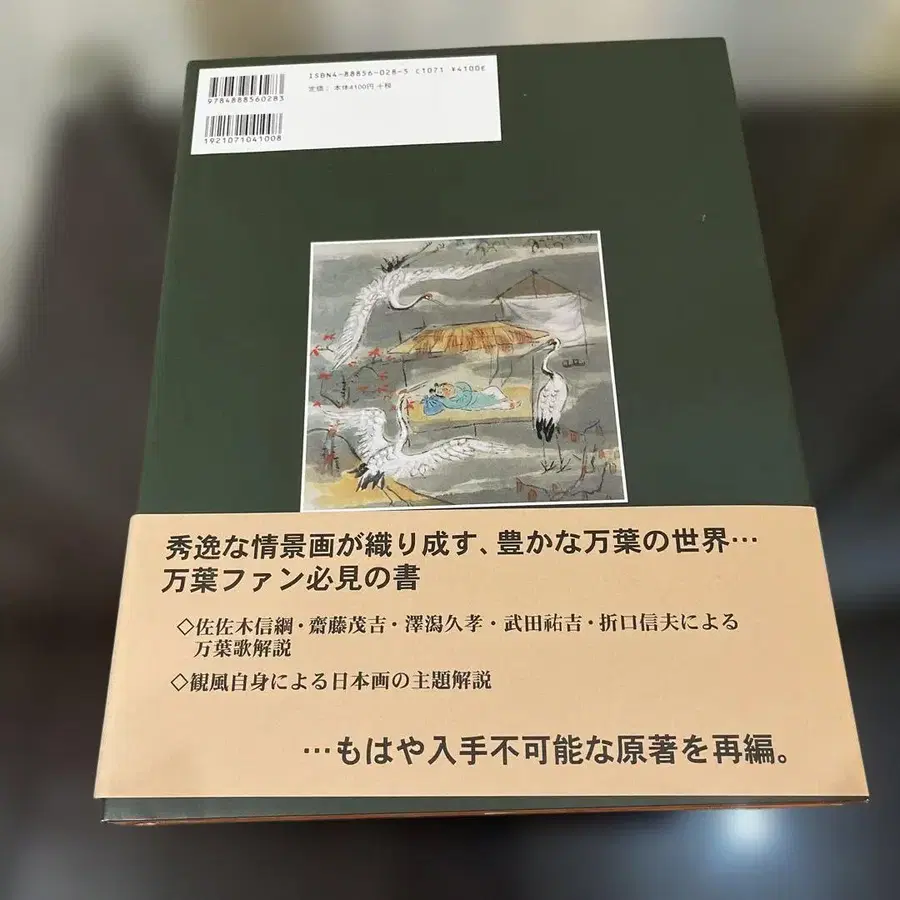 ISBN4-88856-028-5 C1071 ¥4100E
定価：本体4100円＋税
9784888560283
1921071041008
秀逸な情景画が織り成す、豊かな万葉の世界…
万葉ファン必見の書
◇佐佐木信綱・齋藤茂吉・澤瀉久孝・武田祐吉・折口信夫による
万葉歌解説
◇観風自身による日本画の主題解説
…もはや入手不可能な原著を再編。